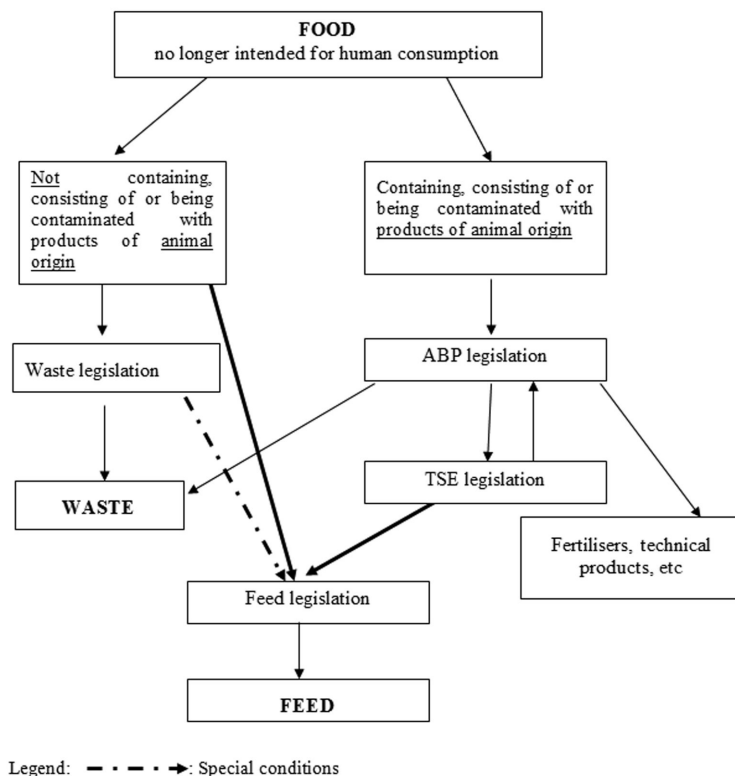 FOOD
no longer intended for human consumption
Not containing,
consisting of or being
contaminated with
products of animal
origin
Containing, consisting of or
being contaminated with
products of animal origin
Waste legislation
ABP legislation
WASTE
TSE legislation
Fertilisers, technical
products, etc
Feed legislation
FEED
Legend: : Special conditions